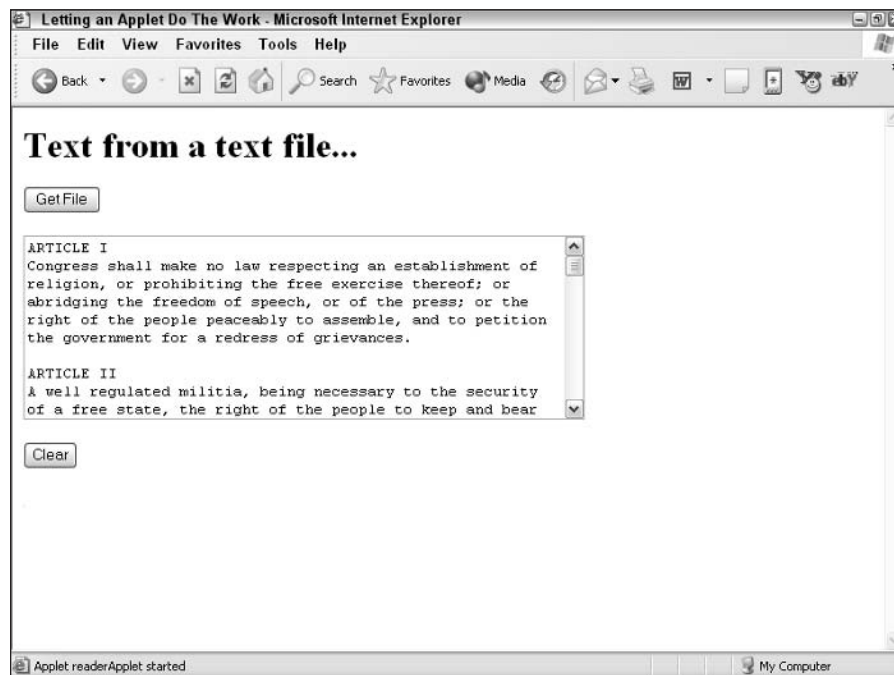 Letting an Applet Do The Work - Microsoft Internet Explorer
File Edit View Favorites Tools Help
Back Search Favorites Media W ebY
Text from a text file...
Get File
ARTICLE I
Congress shall make no law respecting an establishment of
religion, or prohibiting the free exercise thereof; or
abridging the freedom of speech, or of the press; or the
right of the people peaceably to assemble, and to petition
the government for a redress of grievances.
ARTICLE II
A well regulated militia, being necessary to the security
of a free state, the right of the people to keep and bear
Clear
Applet readerApplet started My Computer